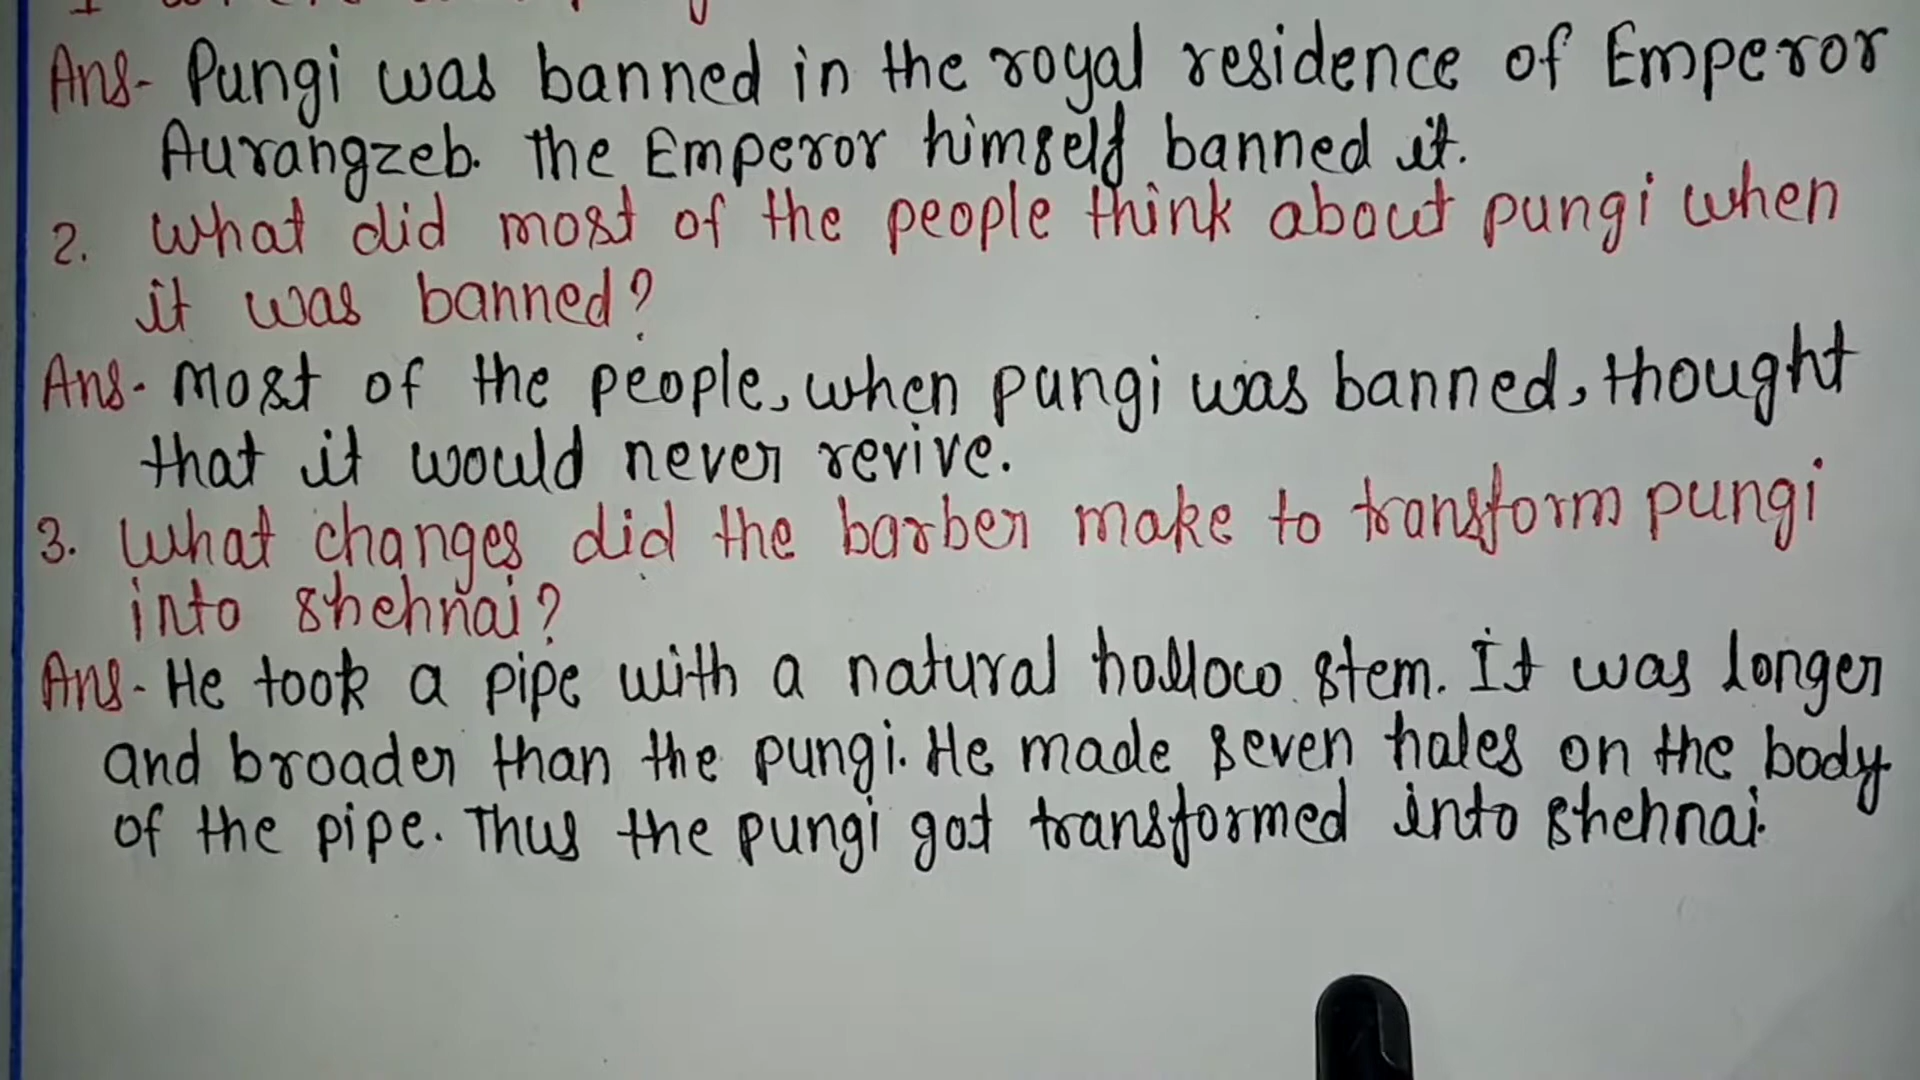 Ans- Pungi was banned in the royal residence of Emperor
Aurangzeb. the Emperor himself banned it.
2. What did most of the people think about pungi when
it was banned?
Ans- Most of the people, when pungi was banned, thought
that it would never revive.
3. What changes did the barber make to transform pungi
into shehnai?
Ans- He took a pipe with a natural hollow stem. It was longer
and broader than the pungi. He made seven holes on the body
of the pipe. Thus the pungi got transformed into shehnai.